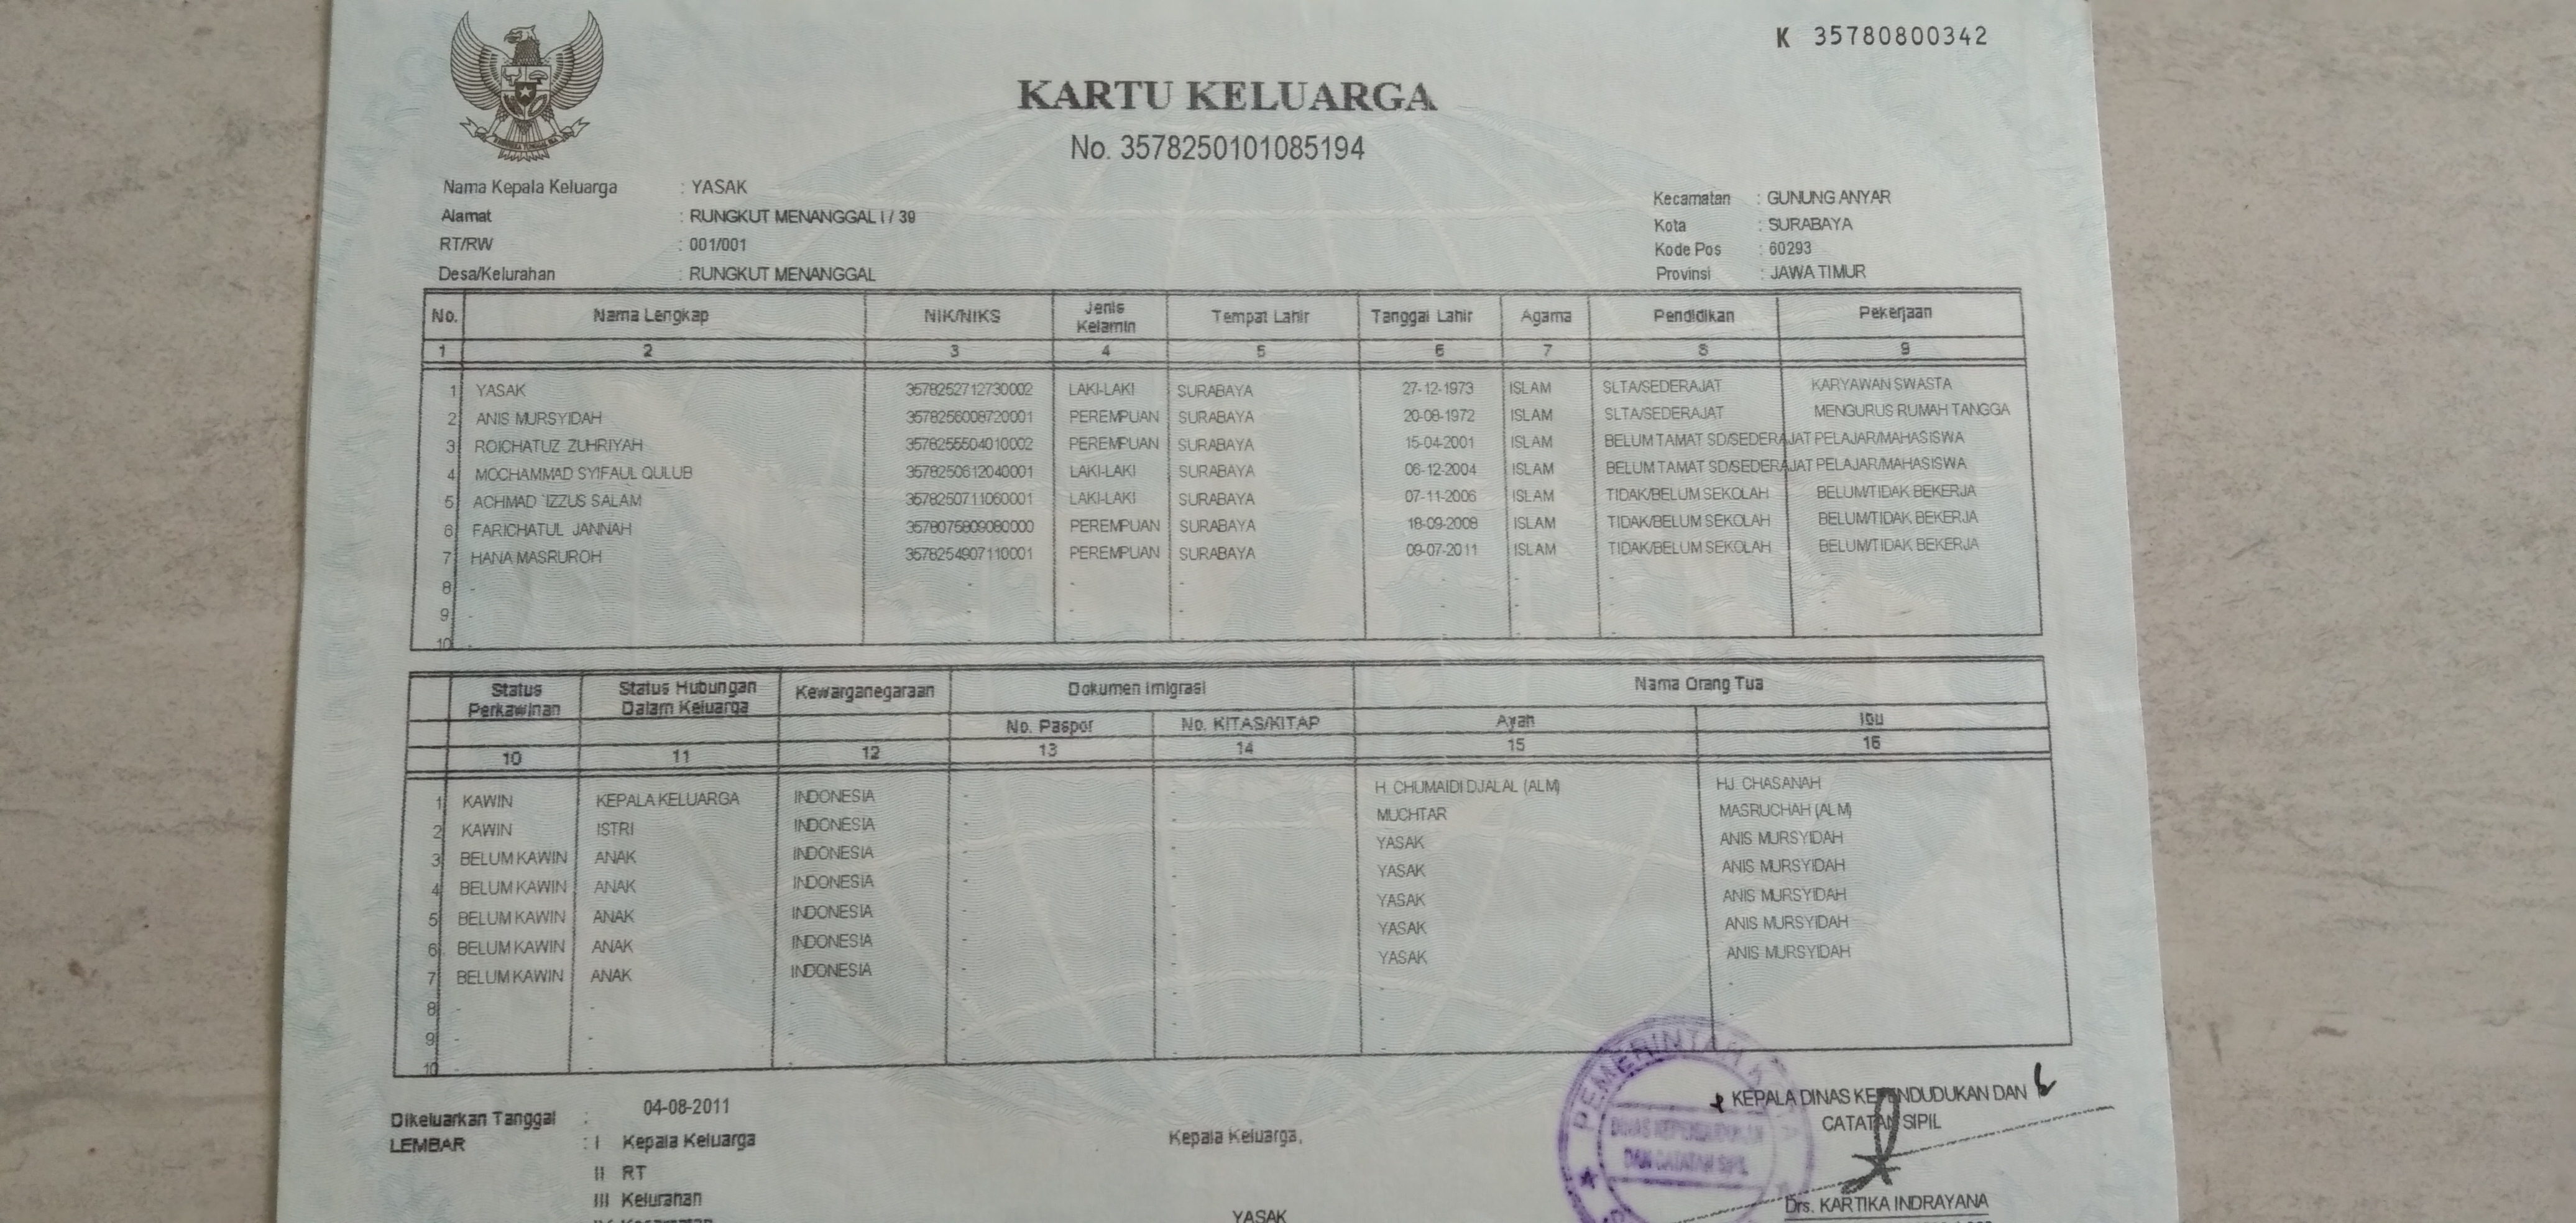 K 35780800342
KARTU KELUARGA
No. 3578250101085194
Nama Kepala Keluarga : YASAK
Alamat : RUNGKUT MENANGGAL I / 39
RT/RW : 001/001
Desa/Kelurahan : RUNGKUT MENANGGAL
Kecamatan : GUNUNG ANYAR
Kota : SURABAYA
Kode Pos : 60293
Provinsi : JAWA TIMUR
No. Nama Lengkap NIK/NIKS Jenis Kelamin Tempat Lahir Tanggal Lahir Agama Pendidikan Pekerjaan
1 2 3 4 5 6 7 8 9
1 YASAK 3578252712730002 LAKI-LAKI SURABAYA 27-12-1973 ISLAM SLTA/SEDERAJAT KARYAWAN SWASTA
2 ANIS MURSYIDAH 3578256008720001 PEREMPUAN SURABAYA 20-08-1972 ISLAM SLTA/SEDERAJAT MENGURUS RUMAH TANGGA
3 ROICHATUZ ZUHRIYAH 3578255504010002 PEREMPUAN SURABAYA 15-04-2001 ISLAM BELUM TAMAT SD/SEDERAJAT PELAJAR/MAHASISWA
4 MOCHAMMAD SYIFAUL QULUB 3578250612040001 LAKI-LAKI SURABAYA 06-12-2004 ISLAM BELUM TAMAT SD/SEDERAJAT PELAJAR/MAHASISWA
5 ACHMAD `IZZUS SALAM 3578250711060001 LAKI-LAKI SURABAYA 07-11-2006 ISLAM TIDAK/BELUM SEKOLAH BELUM/TIDAK BEKERJA
6 FARICHATUL JANNAH 3578075809080000 PEREMPUAN SURABAYA 18-09-2008 ISLAM TIDAK/BELUM SEKOLAH BELUM/TIDAK BEKERJA
7 HANA MASRUROH 3578254907110001 PEREMPUAN SURABAYA 09-07-2011 ISLAM TIDAK/BELUM SEKOLAH BELUM/TIDAK BEKERJA
8 - - - - - - - -
9 - - - - - - - -
10 - - - - - - - -
Status Perkawinan Status Hubungan Dalam Keluarga Kewarganegaraan Dokumen Imigrasi Nama Orang Tua
No. Paspor No. KITAS/KITAP Ayah Ibu
10 11 12 13 14 15 16
1 KAWIN KEPALA KELUARGA INDONESIA - - H. CHUMAIDI DJALAL (ALM) HJ. CHASANAH
2 KAWIN ISTRI INDONESIA - - MUCHTAR MASRUCHAH (ALM)
3 BELUM KAWIN ANAK INDONESIA - - YASAK ANIS MURSYIDAH
4 BELUM KAWIN ANAK INDONESIA - - YASAK ANIS MURSYIDAH
5 BELUM KAWIN ANAK INDONESIA - - YASAK ANIS MURSYIDAH
6 BELUM KAWIN ANAK INDONESIA - - YASAK ANIS MURSYIDAH
7 BELUM KAWIN ANAK INDONESIA - - YASAK ANIS MURSYIDAH
8 - - - - - - -
9 - - - - - - -
10 - - - - - - -
Dikeluarkan Tanggal : 04-08-2011
LEMBAR : I Kepala Keluarga
II RT
III Kelurahan
Kepala Keluarga,
YASAK
KEPALA DINAS KEPENDUDUKAN DAN
CATATAN SIPIL
Drs. KARTIKA INDRAYANA
PEMERINTAH
DINAS KEPENDUDUKAN
DAN CATATAN SIPIL